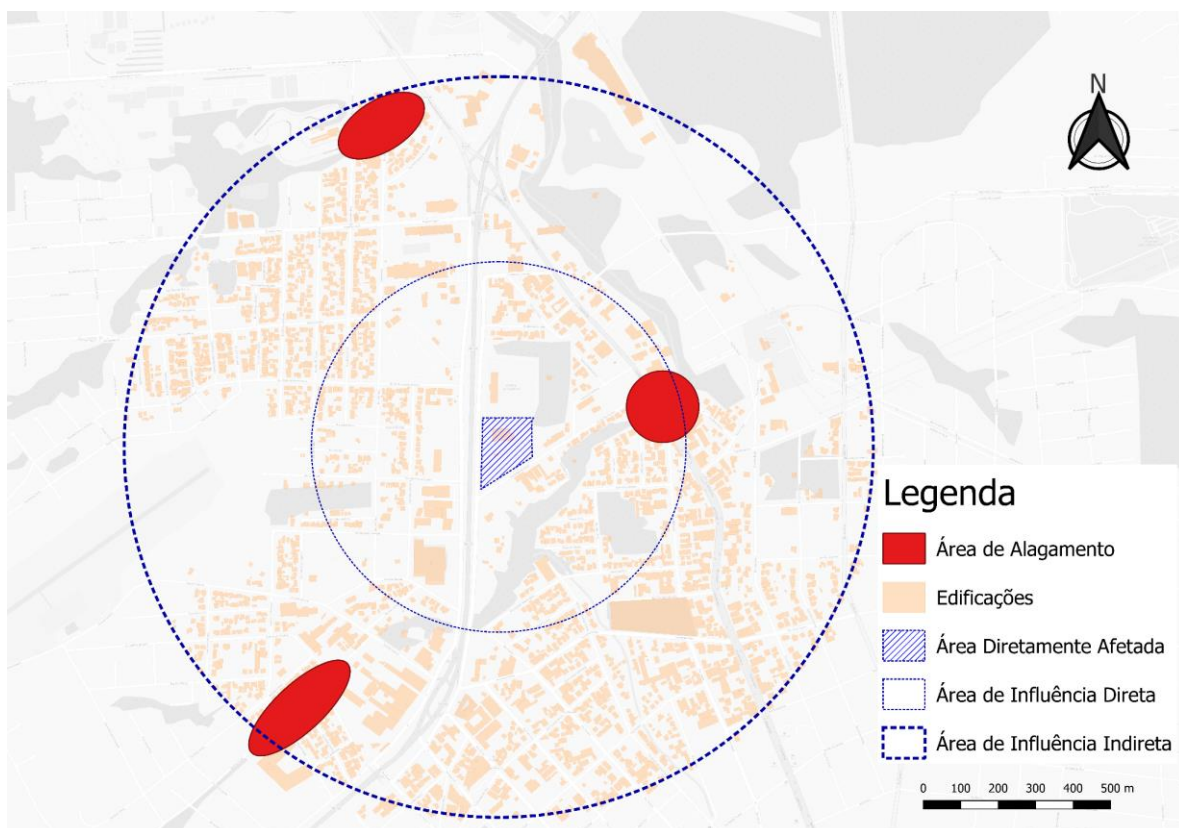 N
Legenda
Área de Alagamento
Edificações
Área Diretamente Afetada
Área de Influência Direta
Área de Influência Indireta
0 100 200 300 400 500 m